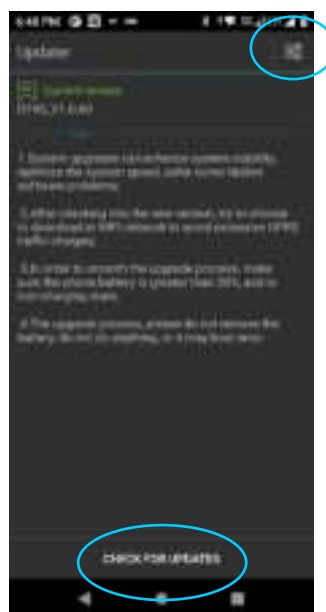 6:48 PM
Updater
Current version
1.System upgrades can enhance system stability,
optimize the system speed, solve some hidden
software problems.
2.After checking into the new version, try to choose
to download in WIFI network to avoid excessive GPRS
traffic charges.
3.In order to smooth the upgrade process, make
sure the phone battery is greater than 30%, and in
non-charging state.
4.The upgrade process, please do not remove the
battery, do not do anything, or it may
CHECK FOR UPDATES